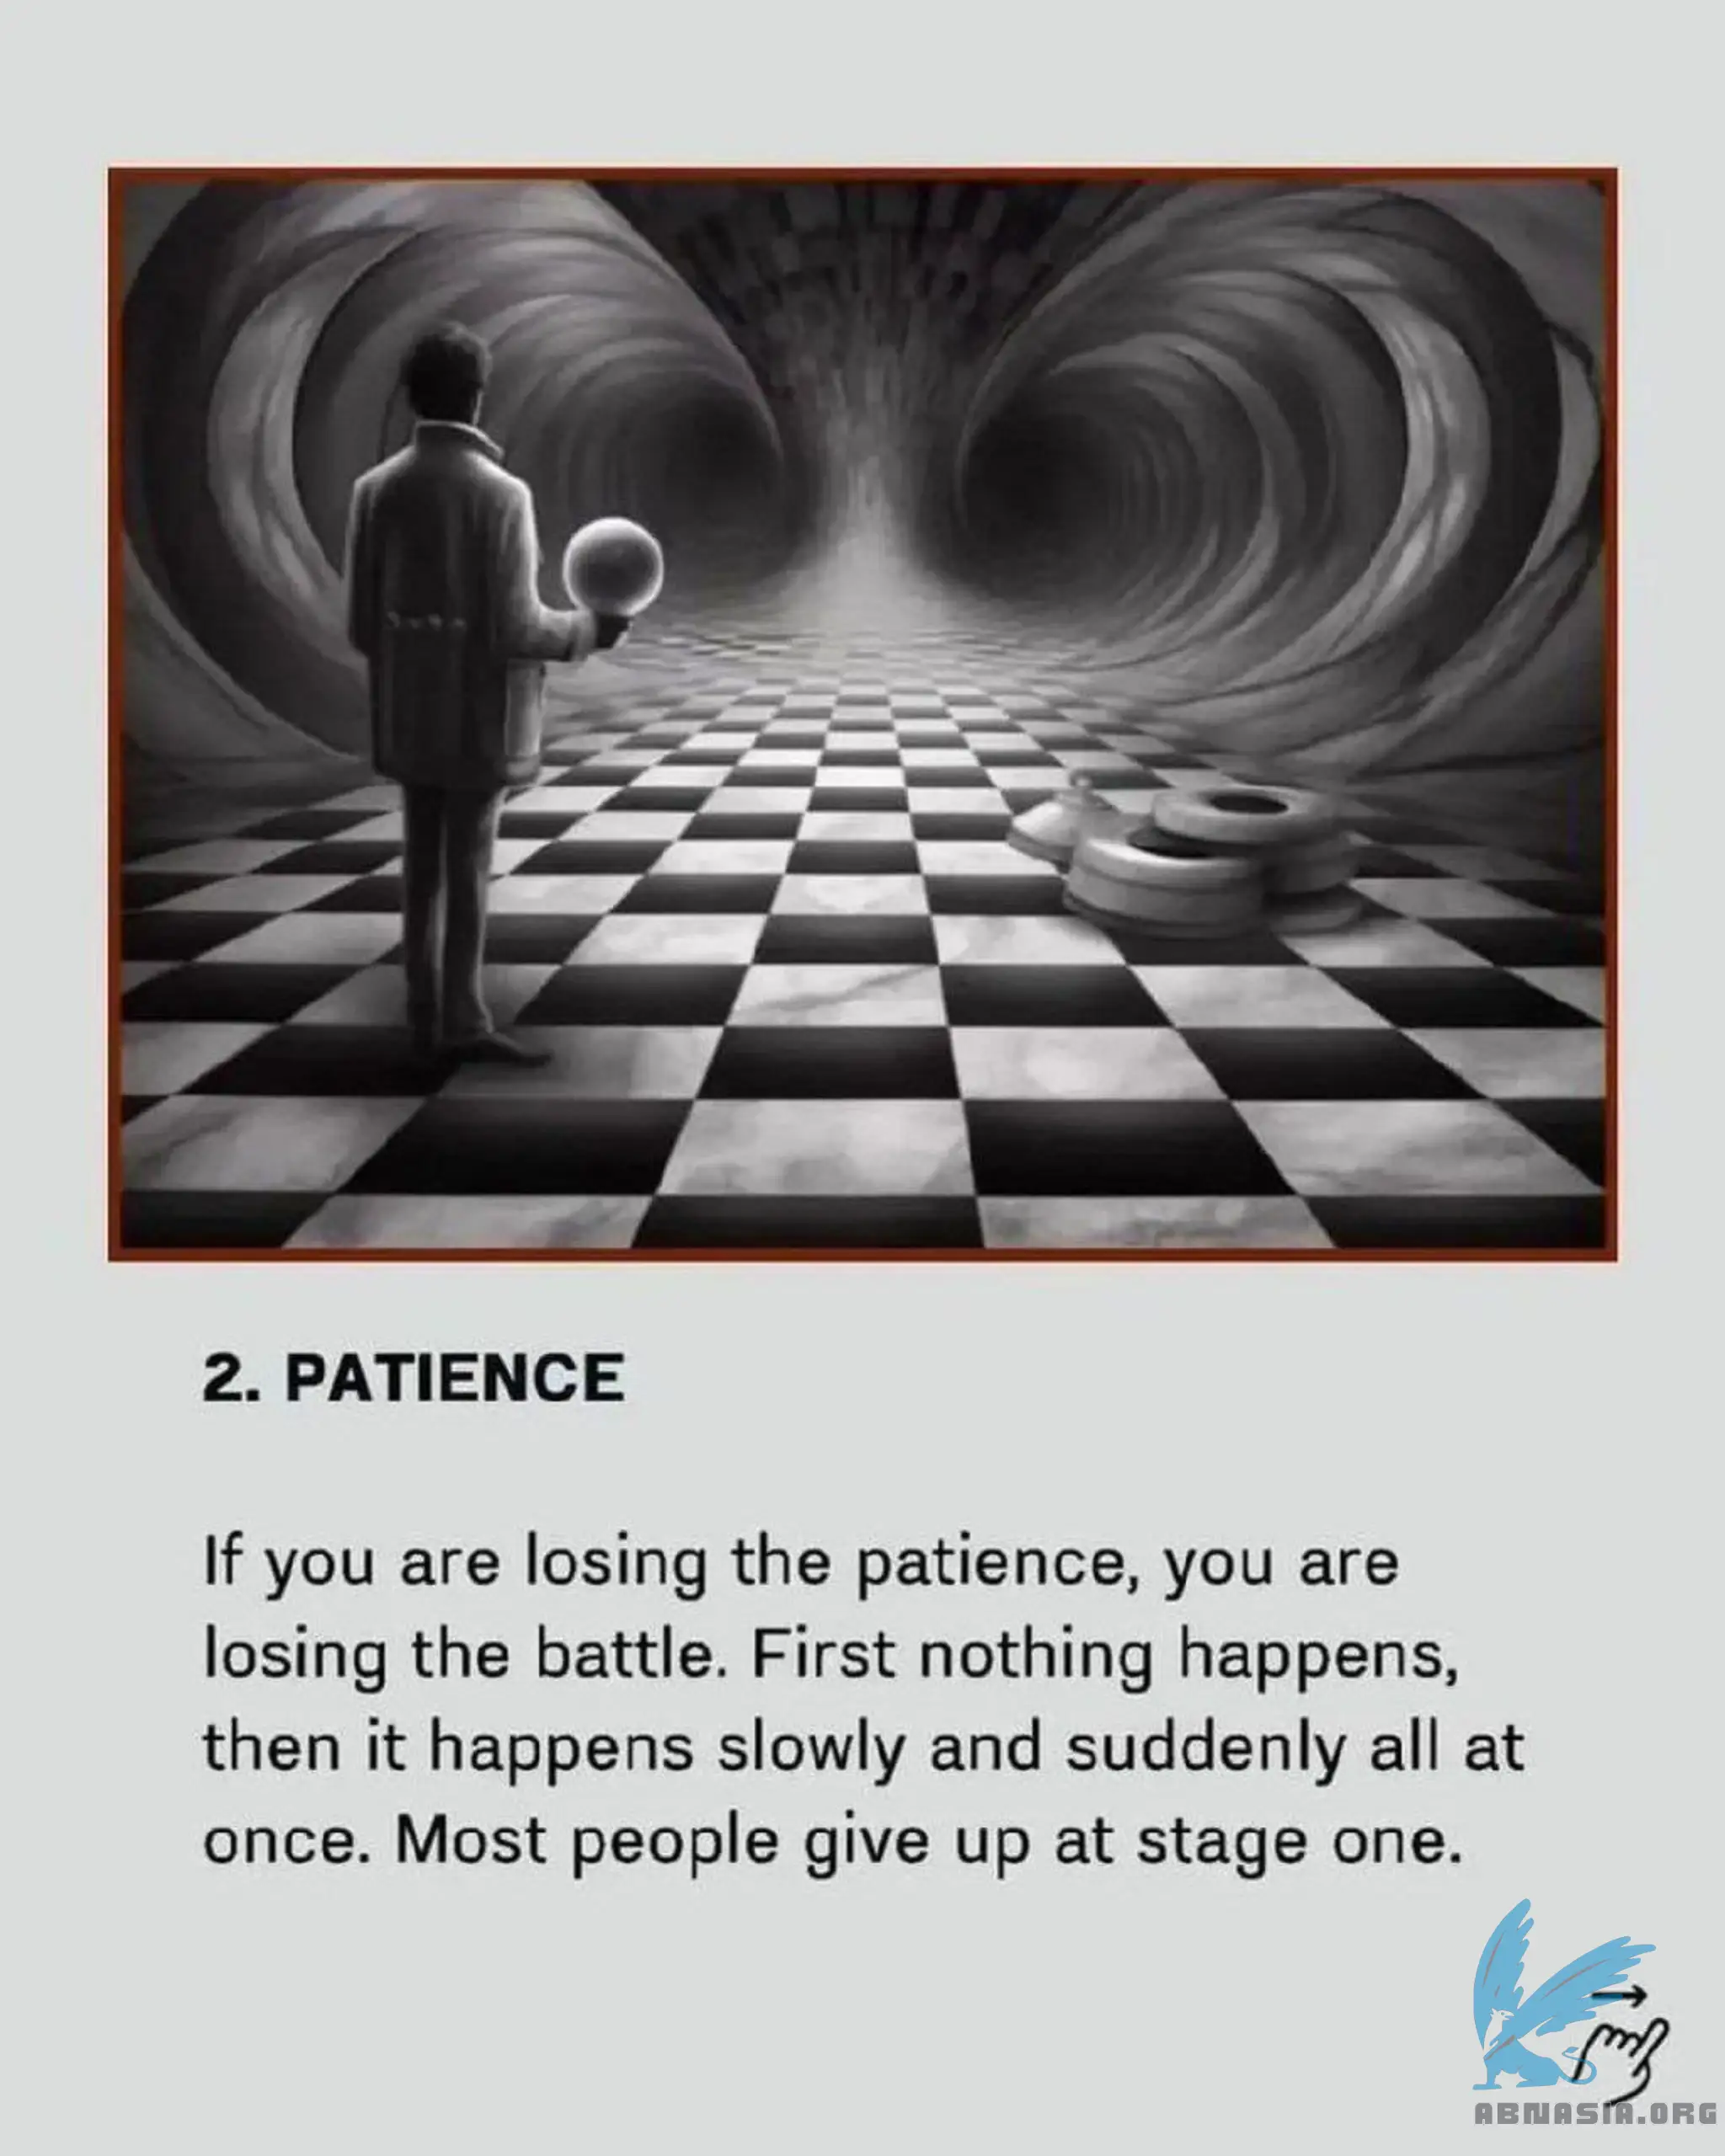 2. PATIENCE
If you are losing the patience, you are
losing the battle. First nothing happens,
then it happens slowly and suddenly all at
once. Most people give up at stage one.
ABNASIA.ORG